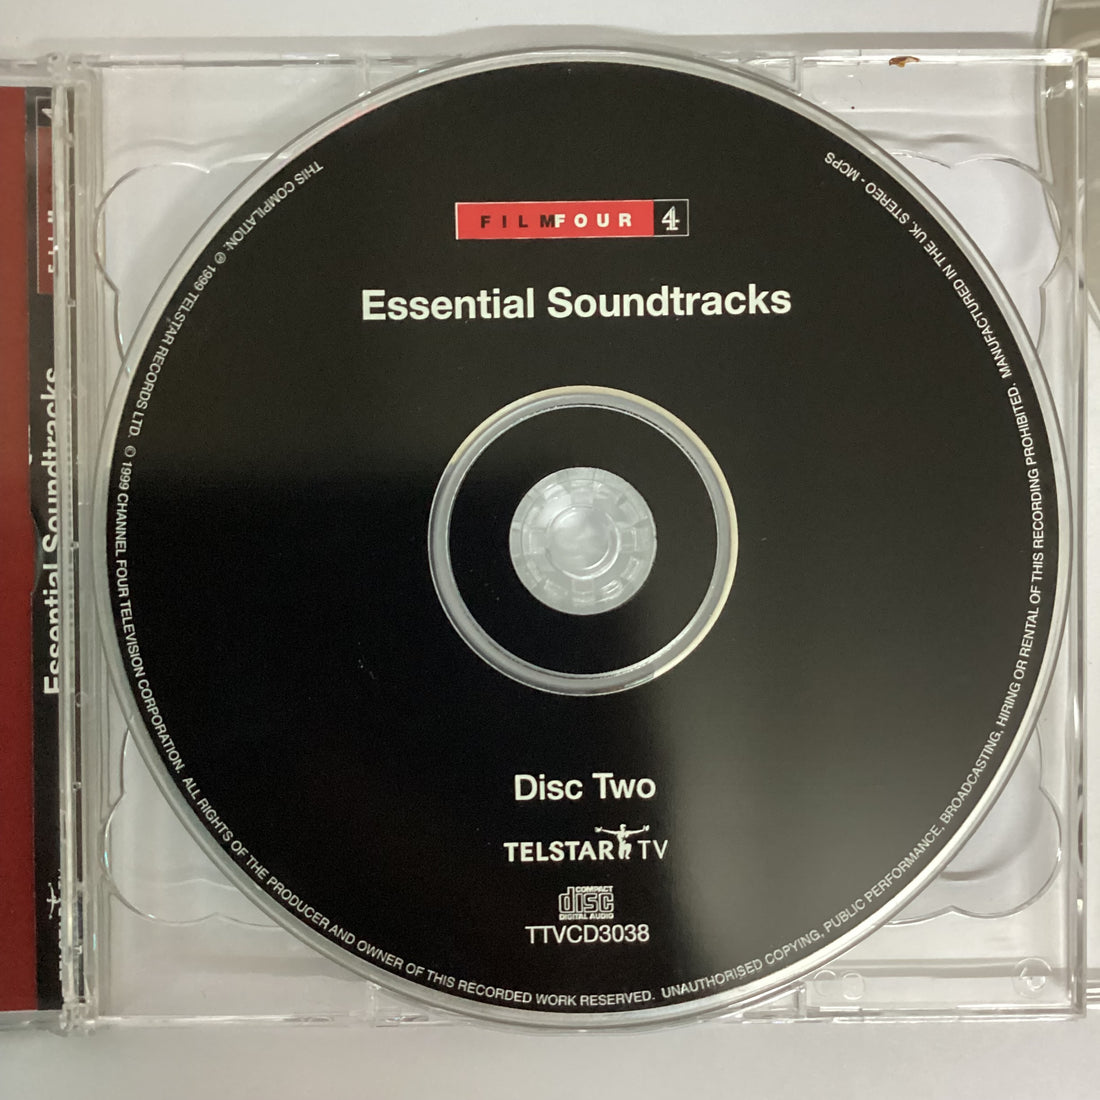 FILMFOUR 4
Essential Soundtracks
Disc Two
TELSTAR TV
COMPACT
disc
DIGITAL AUDIO
TTVCD3038
THIS COMPILATION: ℗ 1999 TELSTAR RECORDS LTD. © 1999 CHANNEL FOUR TELEVISION CORPORATION. ALL RIGHTS OF THE PRODUCER AND OWNER OF THIS RECORDED WORK RESERVED. UNAUTHORISED COPYING, PUBLIC PERFORMANCE, BROADCASTING, HIRING OR RENTAL OF THIS RECORDING PROHIBITED. MANUFACTURED IN THE UK. STEREO - MCPS
Essential Soundtracks